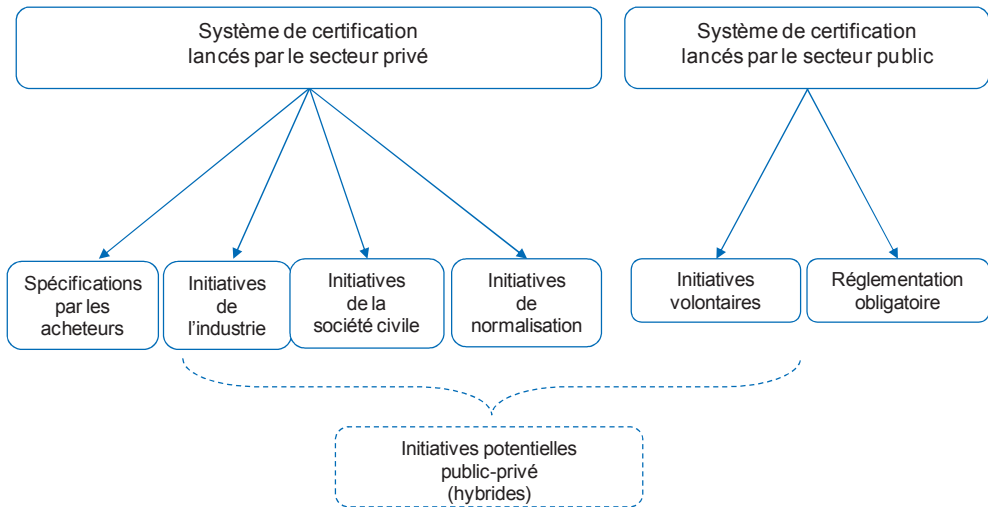 Système de certification
lancés par le secteur privé
Système de certification
lancés par le secteur public
Spécifications
par les
acheteurs
Initiatives
de
l'industrie
Initiatives
de la
société civile
Initiatives
de
normalisation
Initiatives
volontaires
Réglementation
obligatoire
Initiatives potentielles
public-privé
(hybrides)